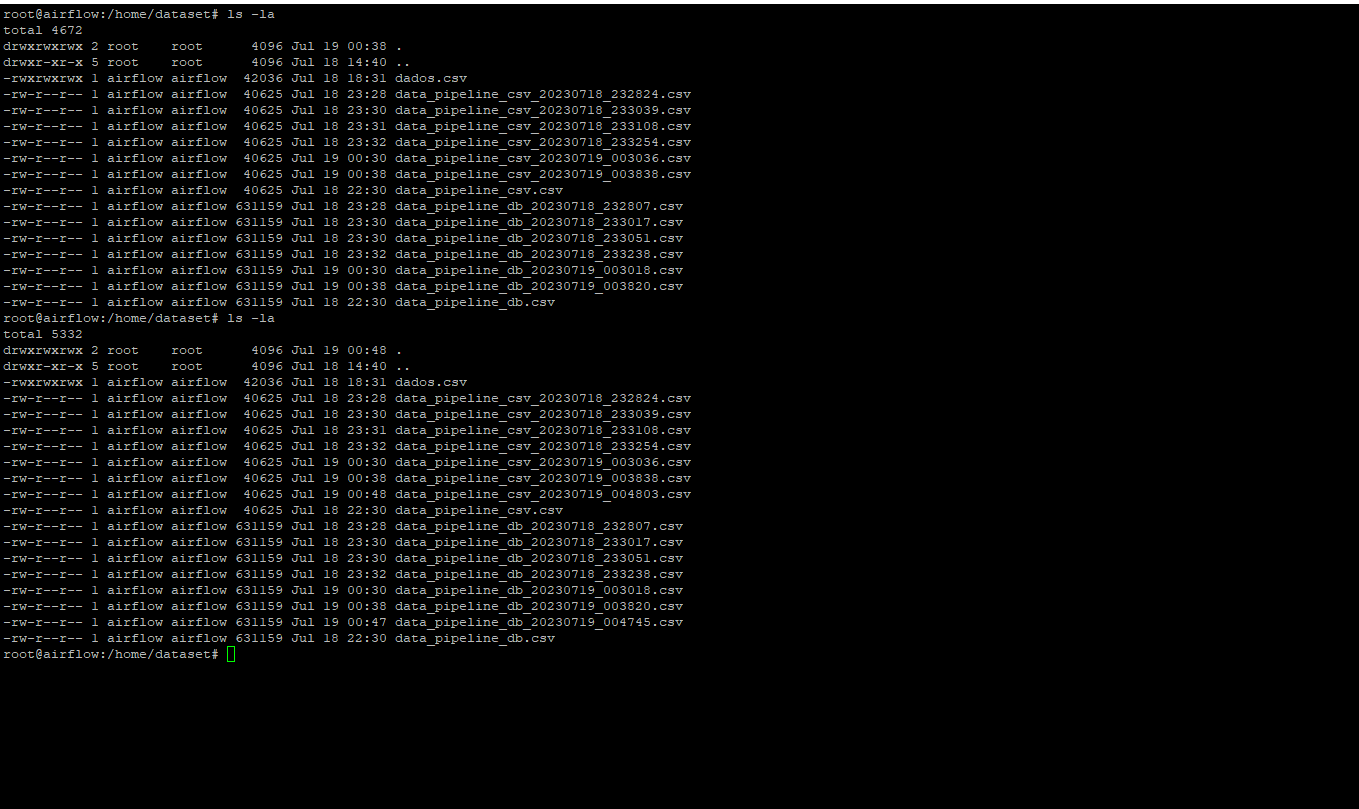 root@airflow:/home/dataset# ls -la
total 4672
drwxrwxrwx 2 root    root      4096 Jul 19 00:38 .
drwxr-xr-x 5 root    root      4096 Jul 18 14:40 ..
-rwxrwxrwx 1 airflow airflow  42036 Jul 18 18:31 dados.csv
-rw-r--r-- 1 airflow airflow  40625 Jul 18 23:28 data_pipeline_csv_20230718_232824.csv
-rw-r--r-- 1 airflow airflow  40625 Jul 18 23:30 data_pipeline_csv_20230718_233039.csv
-rw-r--r-- 1 airflow airflow  40625 Jul 18 23:31 data_pipeline_csv_20230718_233108.csv
-rw-r--r-- 1 airflow airflow  40625 Jul 18 23:32 data_pipeline_csv_20230718_233254.csv
-rw-r--r-- 1 airflow airflow  40625 Jul 19 00:30 data_pipeline_csv_20230719_003036.csv
-rw-r--r-- 1 airflow airflow  40625 Jul 19 00:38 data_pipeline_csv_20230719_003838.csv
-rw-r--r-- 1 airflow airflow  40625 Jul 18 22:30 data_pipeline_csv.csv
-rw-r--r-- 1 airflow airflow 631159 Jul 18 23:28 data_pipeline_db_20230718_232807.csv
-rw-r--r-- 1 airflow airflow 631159 Jul 18 23:30 data_pipeline_db_20230718_233017.csv
-rw-r--r-- 1 airflow airflow 631159 Jul 18 23:30 data_pipeline_db_20230718_233051.csv
-rw-r--r-- 1 airflow airflow 631159 Jul 18 23:32 data_pipeline_db_20230718_233238.csv
-rw-r--r-- 1 airflow airflow 631159 Jul 19 00:30 data_pipeline_db_20230719_003018.csv
-rw-r--r-- 1 airflow airflow 631159 Jul 19 00:38 data_pipeline_db_20230719_003820.csv
-rw-r--r-- 1 airflow airflow 631159 Jul 18 22:30 data_pipeline_db.csv
root@airflow:/home/dataset# ls -la
total 5332
drwxrwxrwx 2 root    root      4096 Jul 19 00:48 .
drwxr-xr-x 5 root    root      4096 Jul 18 14:40 ..
-rwxrwxrwx 1 airflow airflow  42036 Jul 18 18:31 dados.csv
-rw-r--r-- 1 airflow airflow  40625 Jul 18 23:28 data_pipeline_csv_20230718_232824.csv
-rw-r--r-- 1 airflow airflow  40625 Jul 18 23:30 data_pipeline_csv_20230718_233039.csv
-rw-r--r-- 1 airflow airflow  40625 Jul 18 23:31 data_pipeline_csv_20230718_233108.csv
-rw-r--r-- 1 airflow airflow  40625 Jul 18 23:32 data_pipeline_csv_20230718_233254.csv
-rw-r--r-- 1 airflow airflow  40625 Jul 19 00:30 data_pipeline_csv_20230719_003036.csv
-rw-r--r-- 1 airflow airflow  40625 Jul 19 00:38 data_pipeline_csv_20230719_003838.csv
-rw-r--r-- 1 airflow airflow  40625 Jul 19 00:48 data_pipeline_csv_20230719_004803.csv
-rw-r--r-- 1 airflow airflow  40625 Jul 18 22:30 data_pipeline_csv.csv
-rw-r--r-- 1 airflow airflow 631159 Jul 18 23:28 data_pipeline_db_20230718_232807.csv
-rw-r--r-- 1 airflow airflow 631159 Jul 18 23:30 data_pipeline_db_20230718_233017.csv
-rw-r--r-- 1 airflow airflow 631159 Jul 18 23:30 data_pipeline_db_20230718_233051.csv
-rw-r--r-- 1 airflow airflow 631159 Jul 18 23:32 data_pipeline_db_20230718_233238.csv
-rw-r--r-- 1 airflow airflow 631159 Jul 19 00:30 data_pipeline_db_20230719_003018.csv
-rw-r--r-- 1 airflow airflow 631159 Jul 19 00:38 data_pipeline_db_20230719_003820.csv
-rw-r--r-- 1 airflow airflow 631159 Jul 19 00:47 data_pipeline_db_20230719_004745.csv
-rw-r--r-- 1 airflow airflow 631159 Jul 18 22:30 data_pipeline_db.csv
root@airflow:/home/dataset#